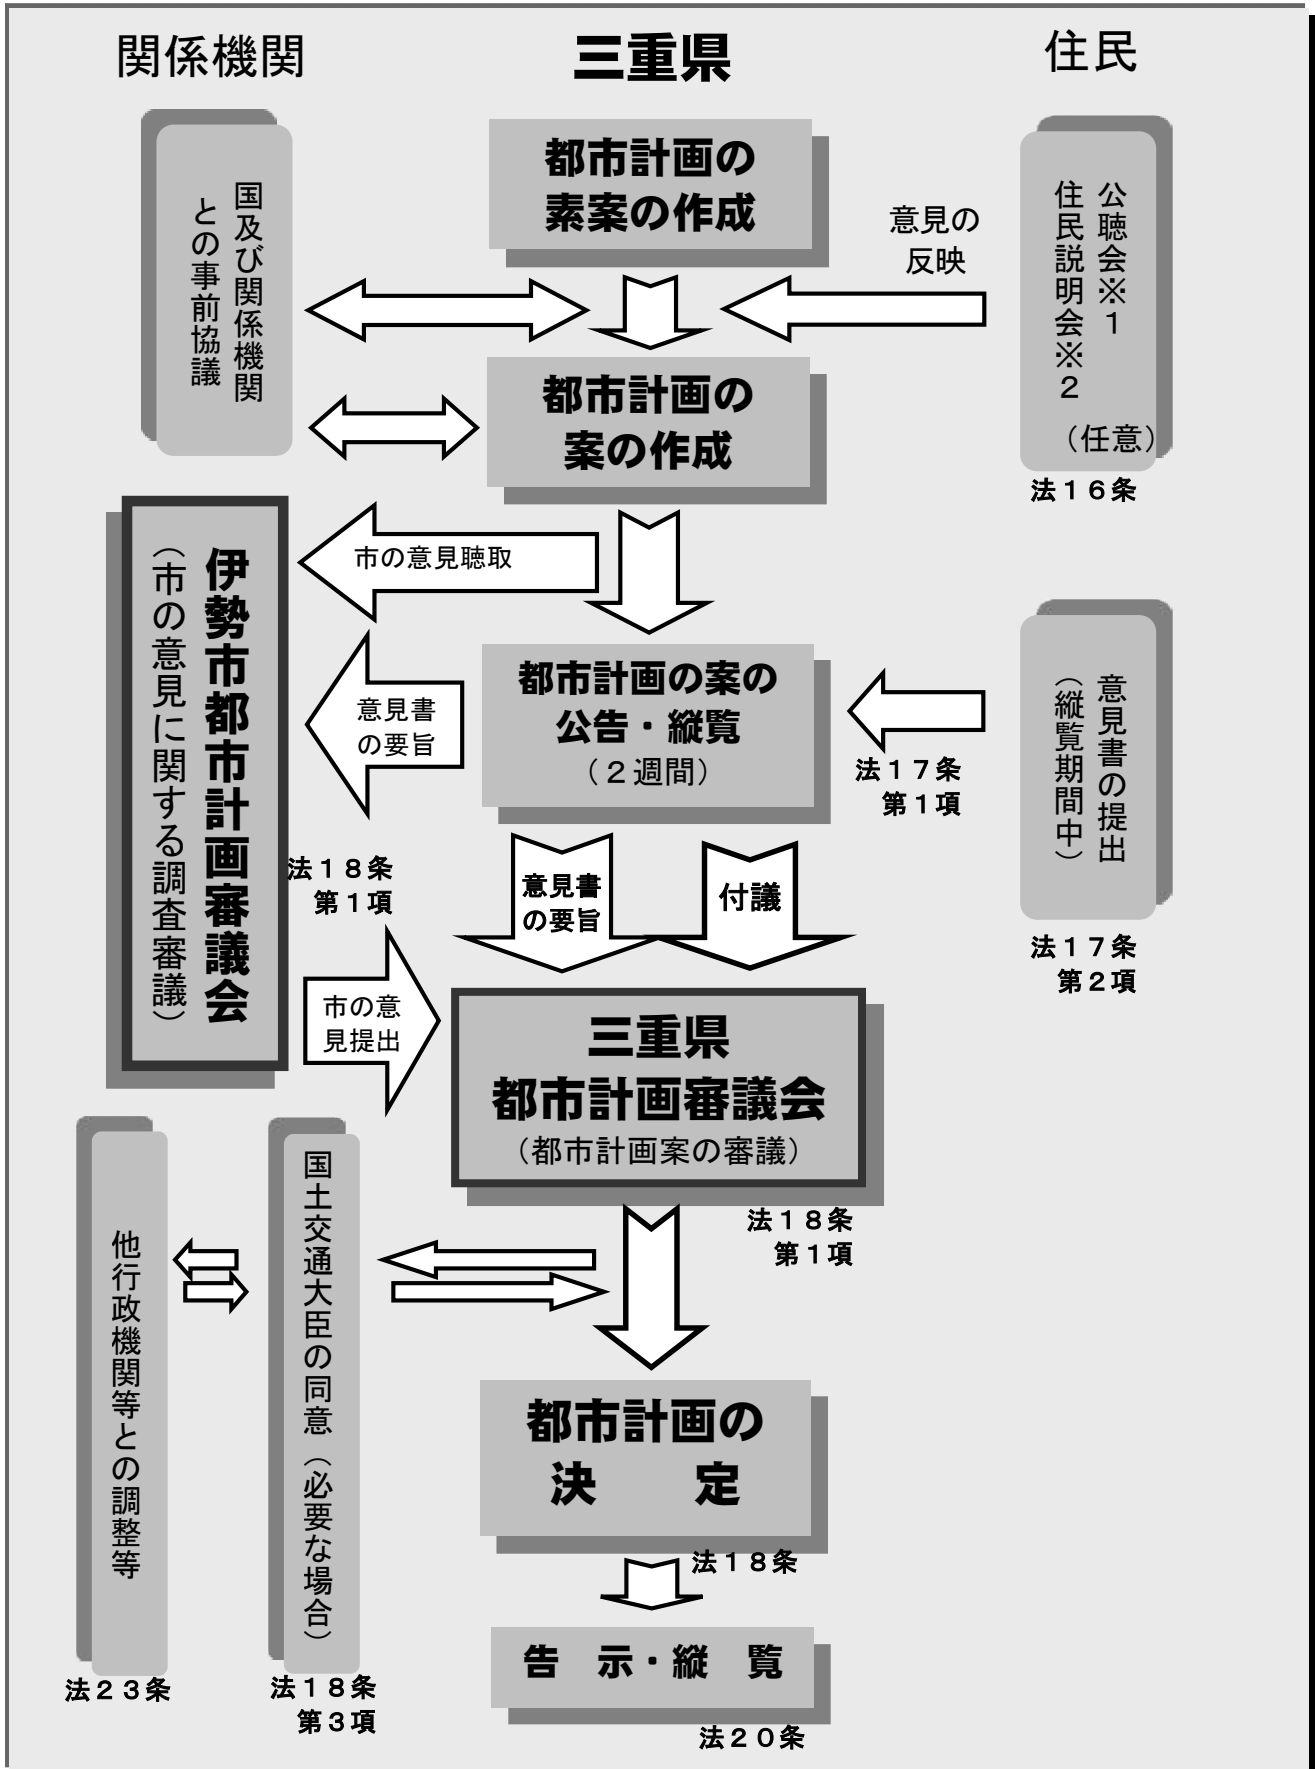 関係機関
三重県
住民
都市計画の
素案の作成
国及び関係機関
との事前協議
意見の
反映
公聴会※１
住民説明会※２
（任意）
法１６条
都市計画の
案の作成
市の意見聴取
伊勢市都市計画審議会
（市の意見に関する調査審議）
都市計画の案の
公告・縦覧
（２週間）
意見書
の要旨
法１７条
第１項
意見書の提出
（縦覧期間中）
法１７条
第２項
法１８条
第１項
意見書
の要旨
付議
市の意
見提出
三重県
都市計画審議会
（都市計画案の審議）
法１８条
第１項
他行政機関等との調整等
法２３条
国土交通大臣の同意（必要な場合）
法１８条
第３項
都市計画の
決　定
法１８条
告　示・縦　覧
法２０条